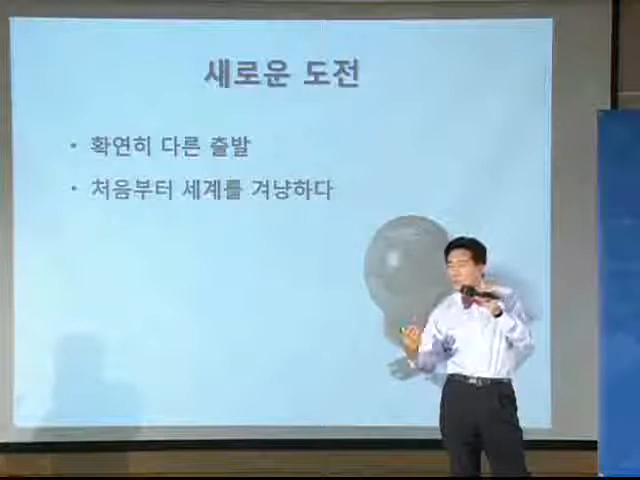 새로운 도전
• 확연히 다른 출발
• 처음부터 세계를 겨냥하다